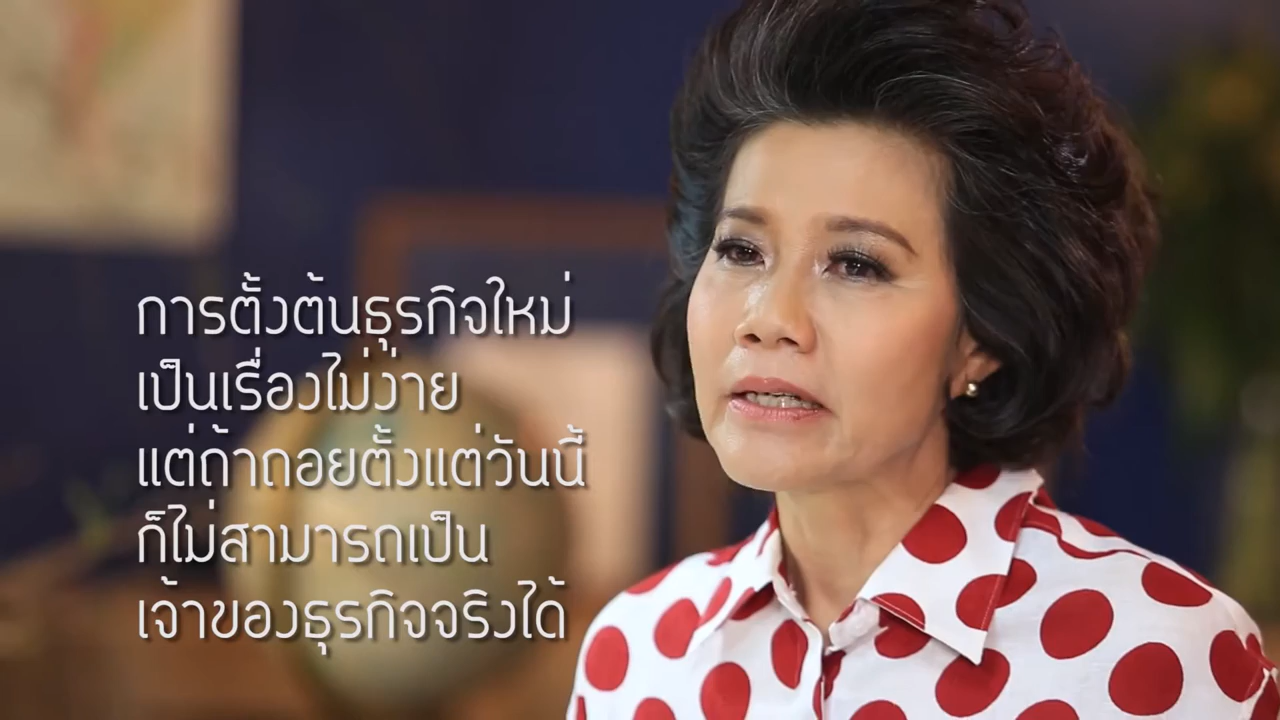 การตั้งต้นธุรกิจใหม่
เป็นเรื่องไม่ง่าย
แต่ถ้าถอยตั้งแต่วันนี้
ก็ไม่สามารถเป็น
เจ้าของธุรกิจจริงได้